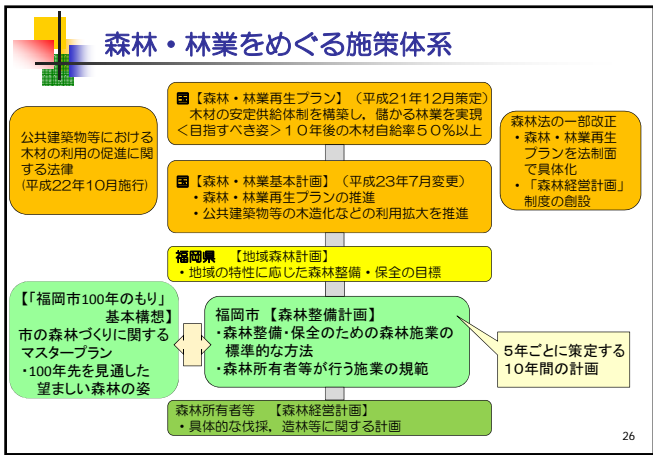 森林・林業をめぐる施策体系
国【森林・林業再生プラン】（平成21年12月策定）
木材の安定供給体制を構築し，儲かる林業を実現
＜目指すべき姿＞１０年後の木材自給率５０％以上
公共建築物等における
木材の利用の促進に関
する法律
(平成22年10月施行)
森林法の一部改正
・森林・林業再生
プランを法制面
で具体化
・「森林経営計画」
制度の創設
国【森林・林業基本計画】（平成23年7月変更）
・森林・林業再生プランの推進
・公共建築物等の木造化などの利用拡大を推進
福岡県　【地域森林計画】
・地域の特性に応じた森林整備・保全の目標
【「福岡市100年のもり」
基本構想】
市の森林づくりに関する
マスタープラン
・100年先を見通した
望ましい森林の姿
福岡市【森林整備計画】
・森林整備・保全のための森林施業の
標準的な方法
・森林所有者等が行う施業の規範
５年ごとに策定する
１０年間の計画
森林所有者等　【森林経営計画】
・具体的な伐採，造林等に関する計画
26